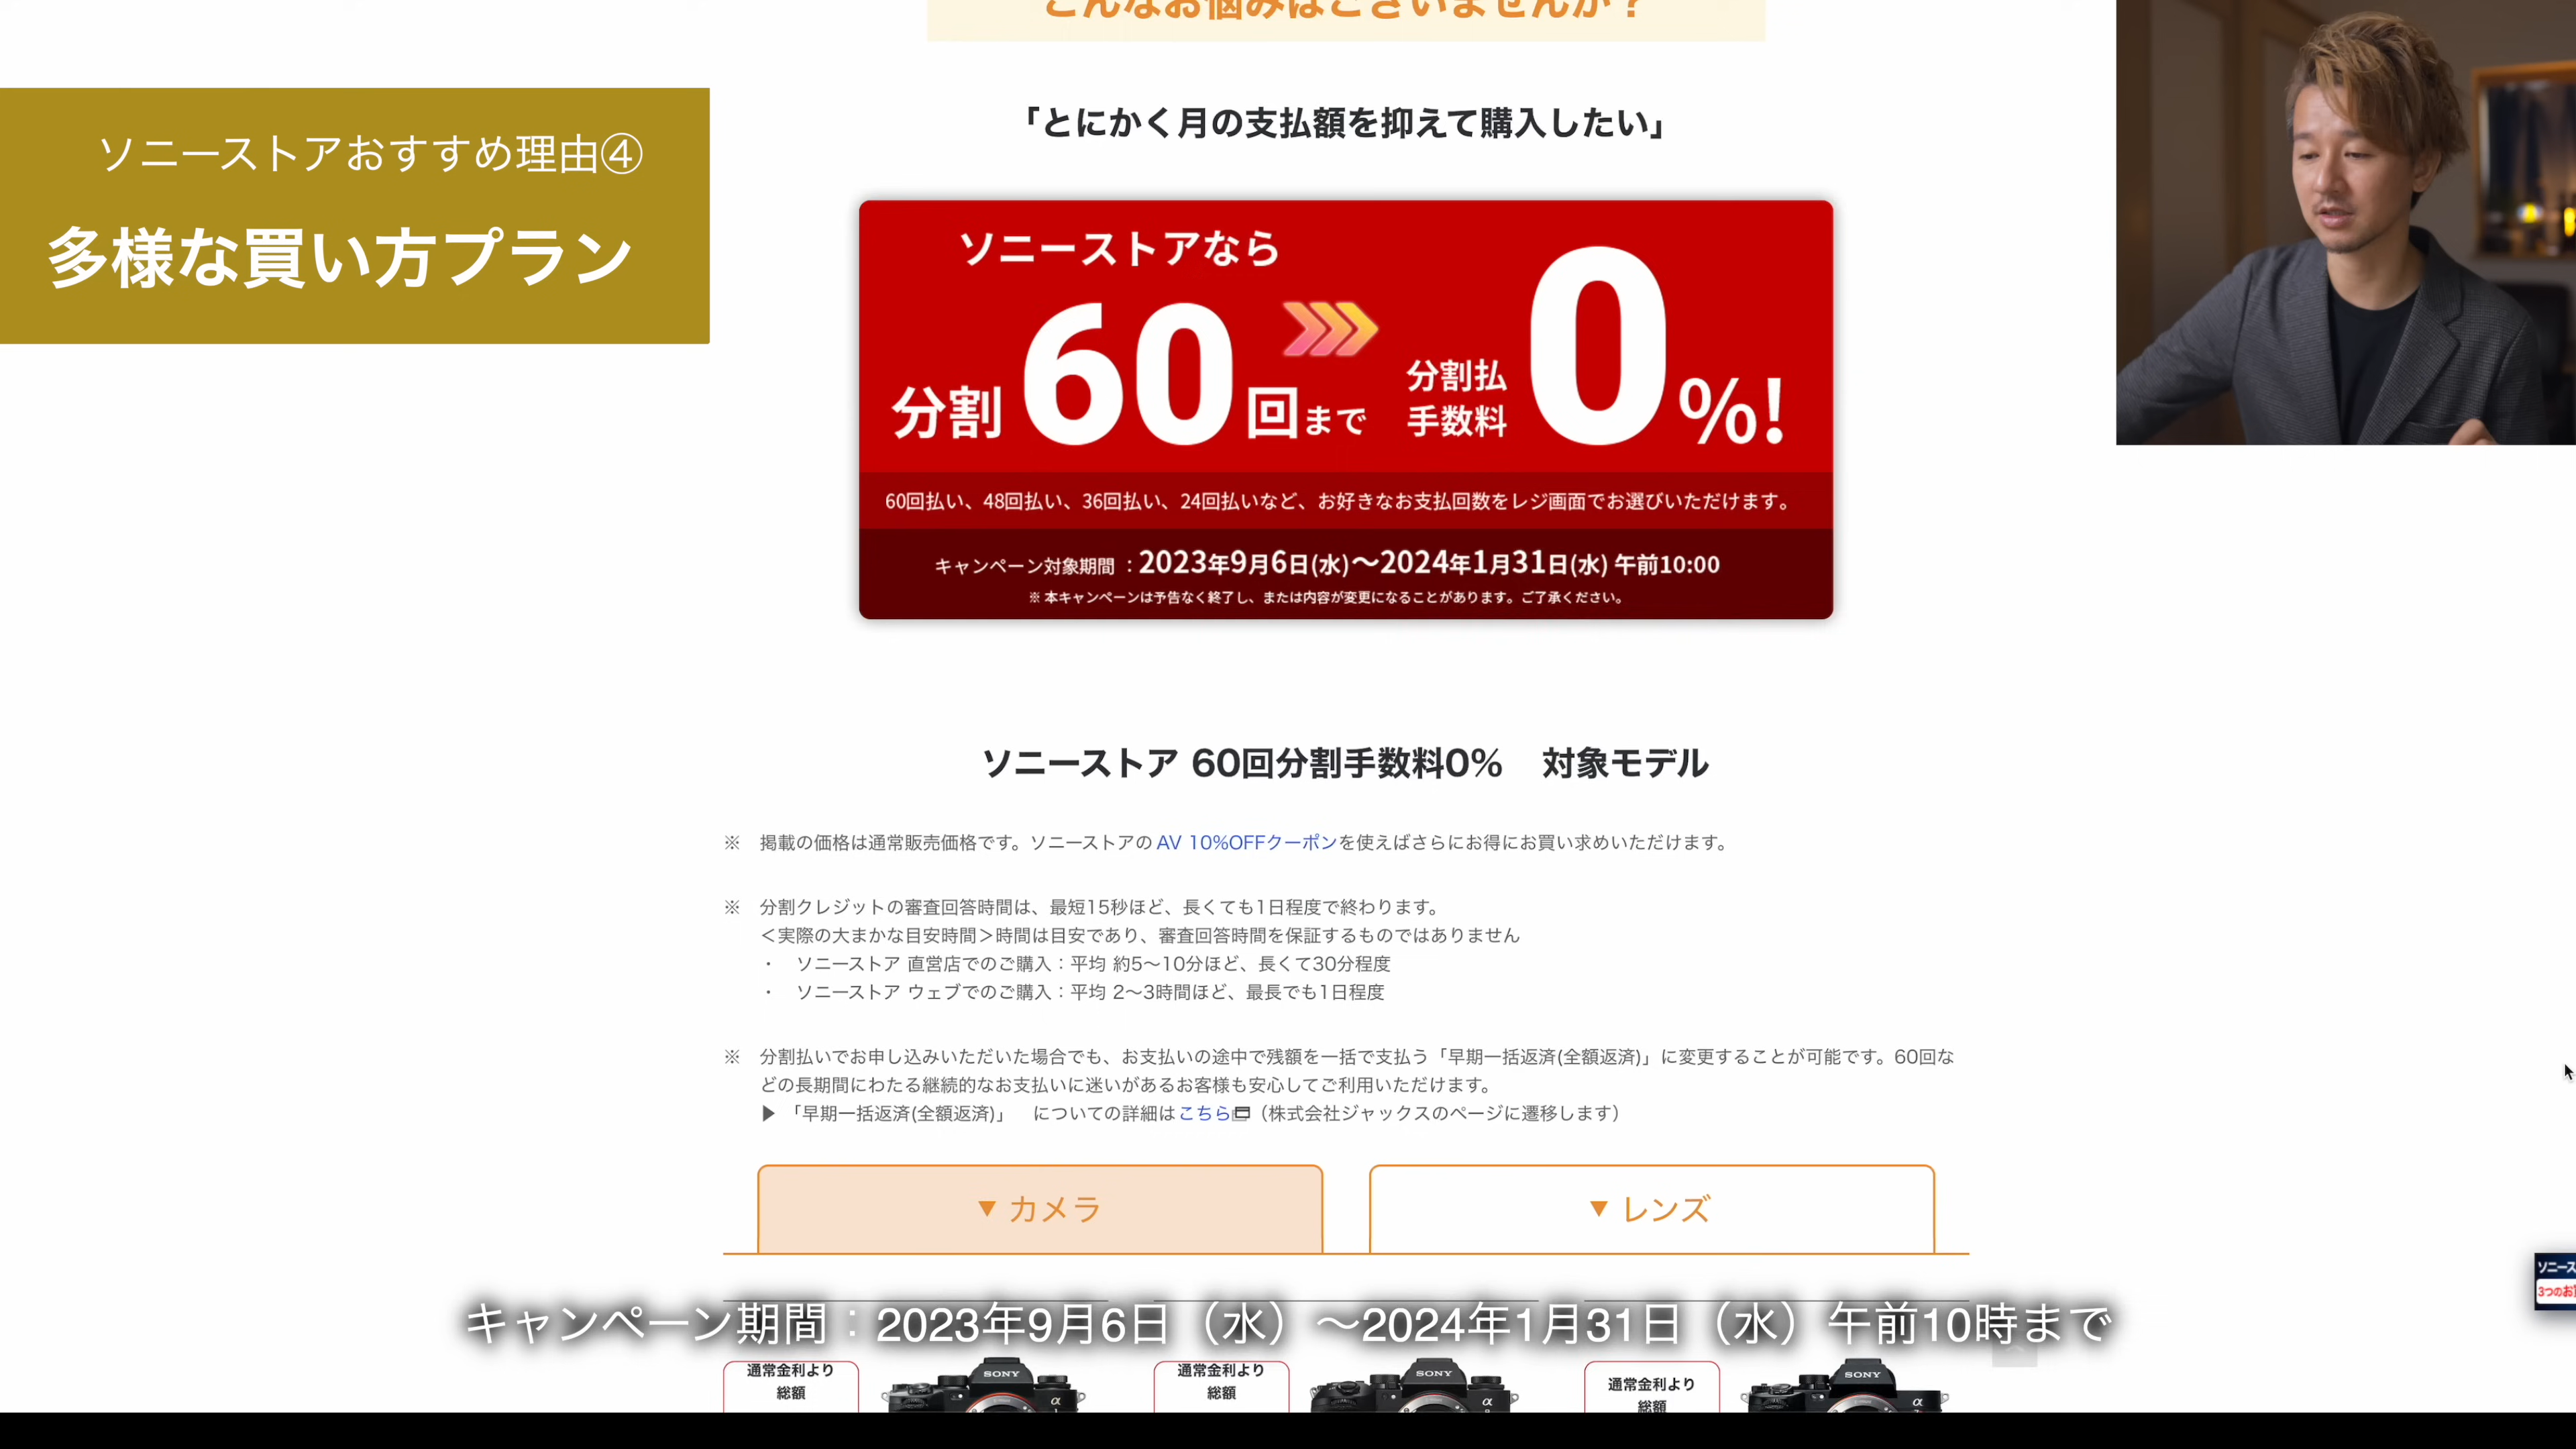 こんなお悩みはございませんか？
ソニーストアおすすめ理由④
多様な買い方プラン
「とにかく月の支払額を抑えて購入したい」
ソニーストアなら
分割60回まで
分割払手数料0%!
60回払い、48回払い、36回払い、24回払いなど、お好きなお支払回数をレジ画面でお選びいただけます。
キャンペーン対象期間 ：2023年9月6日(水)～2024年1月31日(水) 午前10:00
※ 本キャンペーンは予告なく終了し、または内容が変更になることがあります。ご了承ください。
ソニーストア 60回分割手数料0%　対象モデル
※　掲載の価格は通常販売価格です。ソニーストアの AV 10%OFFクーポンを使えばさらにお得にお買い求めいただけます。
※　分割クレジットの審査回答時間は、最短15秒ほど、長くても1日程度で終わります。
＜実際の大まかな目安時間＞時間は目安であり、審査回答時間を保証するものではありません
・　ソニーストア 直営店でのご購入：平均 約5～10分ほど、長くて30分程度
・　ソニーストア ウェブでのご購入：平均 2～3時間ほど、最長でも1日程度
※　分割払いでお申し込みいただいた場合でも、お支払いの途中で残額を一括で支払う「早期一括返済(全額返済)」に変更することが可能です。60回な
どの長期間にわたる継続的なお支払いに迷いがあるお客様も安心してご利用いただけます。
▶ 「早期一括返済(全額返済)」　についての詳細は こちら（株式会社ジャックスのページに遷移します）
▼ カメラ
▼ レンズ
ソニース
3つのお
キャンペーン期間：2023年9月6日（水）～2024年1月31日（水）午前10時まで
通常金利より
総額
SONY
α
通常金利より
総額
SONY
α
通常金利より
総額
SONY
α